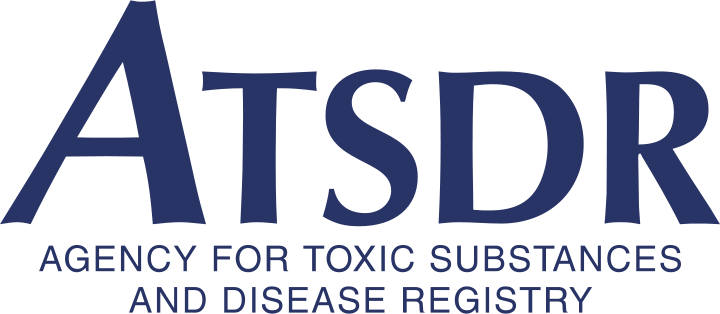 ATSDR
AGENCY FOR TOXIC SUBSTANCES
AND DISEASE REGISTRY